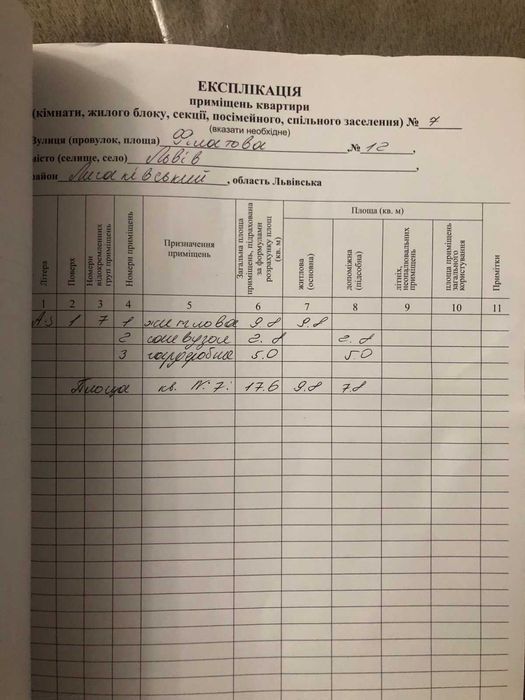 ЕКСПЛІКАЦІЯ
приміщень квартири
(кімнати, жилого блоку, секції, посімейного, спільного заселення) № 7
(вказати необхідне)
Вулиця (провулок, площа) Філатова, № 12,
місто (селище, село) Львів,
район Личаківський, область Львівська
Літера
Поверх
Номери відокремлених груп приміщень
Номери приміщень
Призначення приміщень
Загальна площа приміщень, підрахована за формулами розрахунку площ (кв. м)
Площа (кв. м)
житлова (основна)
допоміжна (підсобна)
літніх, неопалювальних приміщень
площа приміщень загального користування
Примітки
1 2 3 4 5 6 7 8 9 10 11
А-3 1 7 1 житлова 9.8 9.8
2 санвузол 2.8 2.8
3 гардеробна 5.0 5.0
Площа кв. № 7: 17.6 9.8 7.8